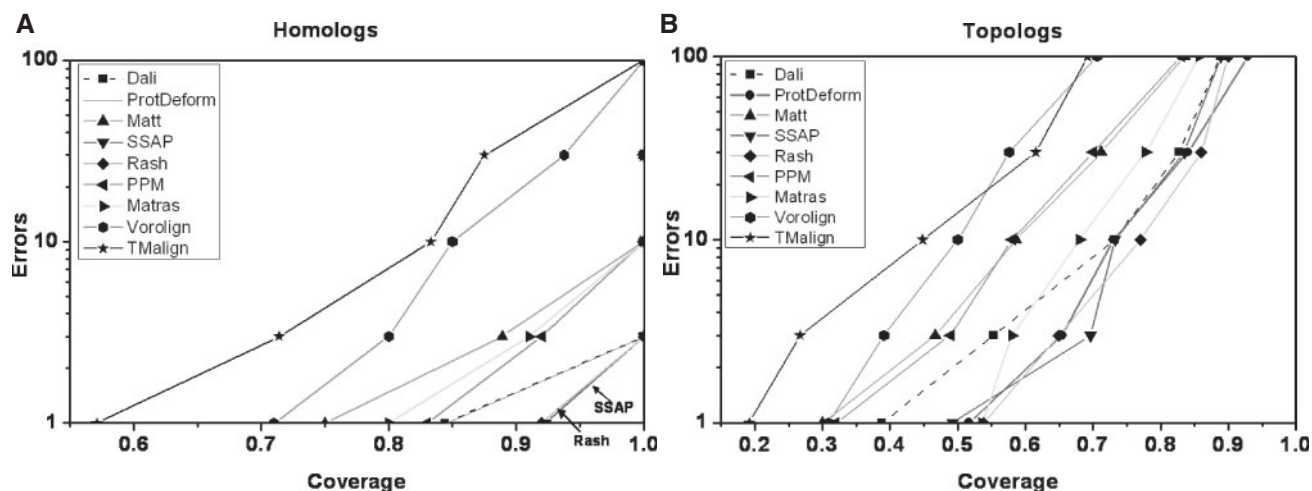 A
Homologs
Errors
100
10
1
Dali
ProtDeform
Matt
SSAP
Rash
PPM
Matras
Vorolign
TMalign
SSAP
Rash
0.6 0.7 0.8 0.9 1.0
Coverage
B
Topologs
Errors
100
10
1
Dali
ProtDeform
Matt
SSAP
Rash
PPM
Matras
Vorolign
TMalign
0.2 0.3 0.4 0.5 0.6 0.7 0.8 0.9 1.0
Coverage